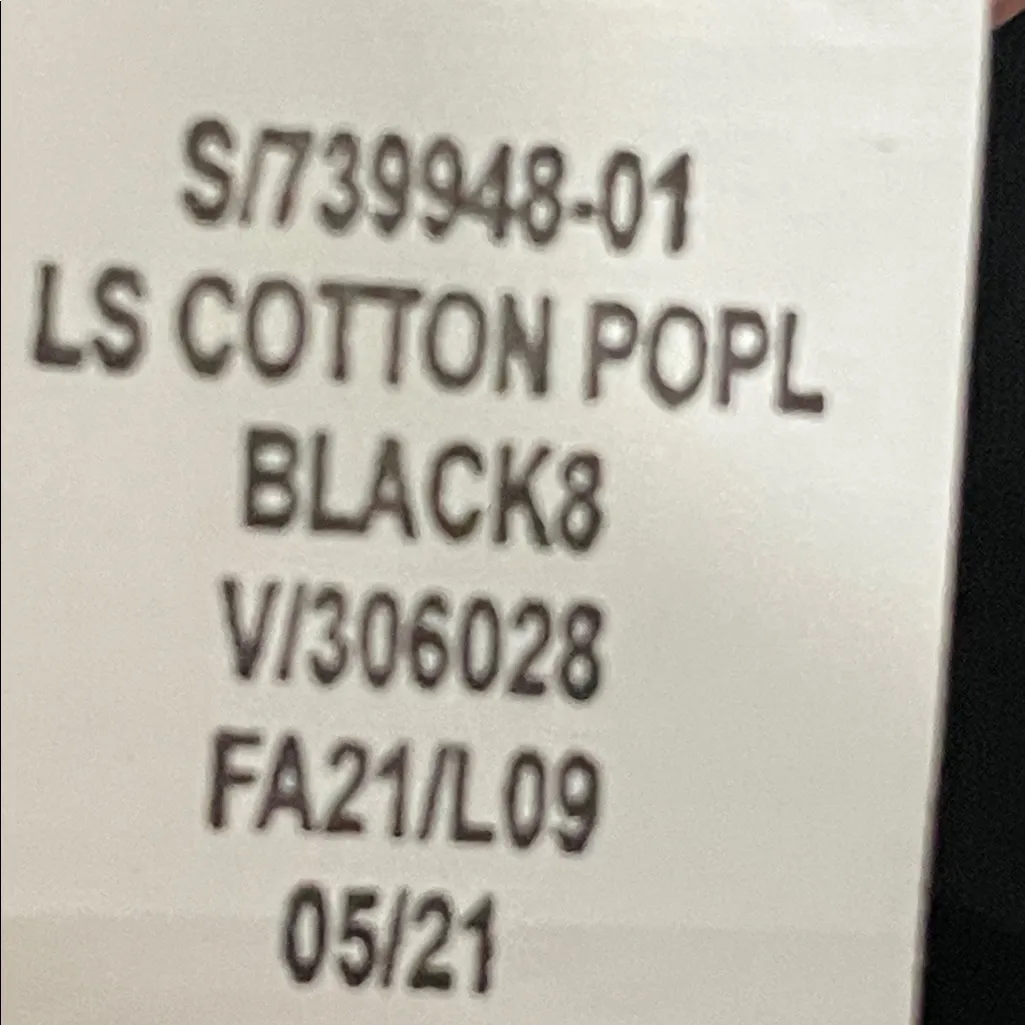 S/739948-01
LS COTTON POPL
BLACK8
V/306028
FA21/L09
05/21